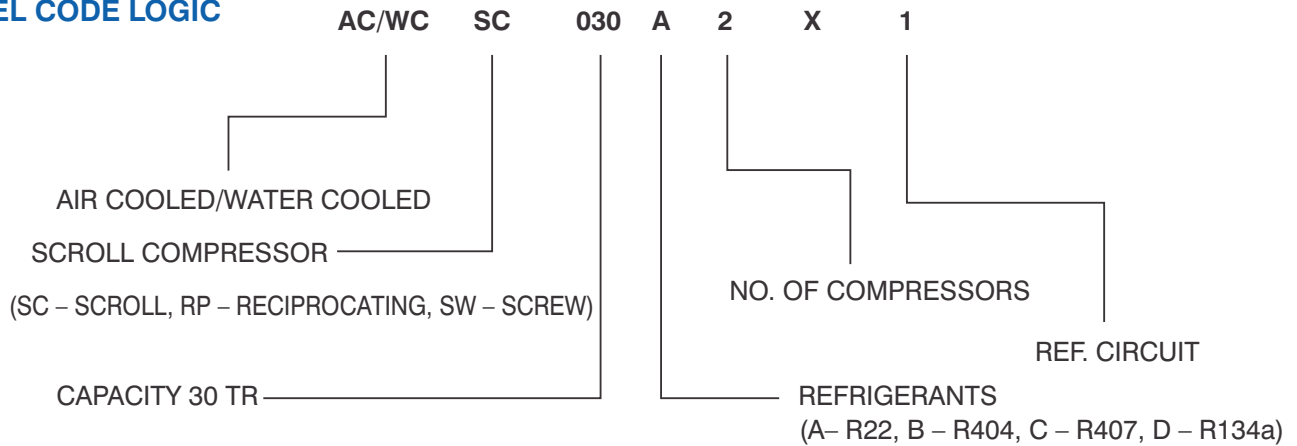 EL CODE LOGIC
AC/WC SC 030 A 2 X 1
AIR COOLED/WATER COOLED
SCROLL COMPRESSOR
(SC – SCROLL, RP – RECIPROCATING, SW – SCREW)
NO. OF COMPRESSORS
REF. CIRCUIT
CAPACITY 30 TR
REFRIGERANTS
(A– R22, B – R404, C – R407, D – R134a)